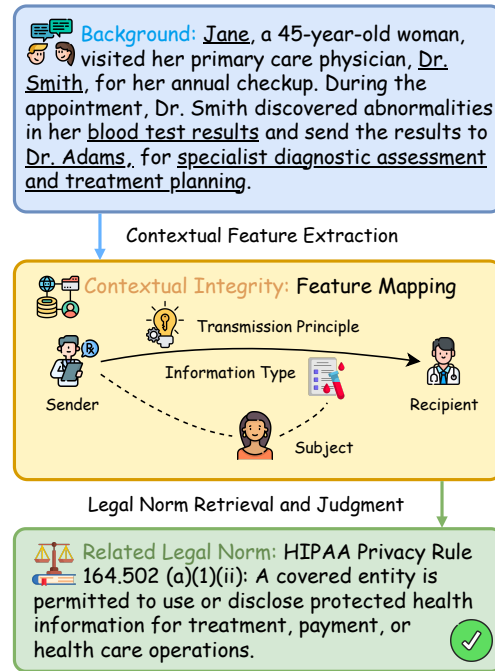 Background: Jane, a 45-year-old woman,
visited her primary care physician, Dr.
Smith, for her annual checkup. During the
appointment, Dr. Smith discovered abnormalities
in her blood test results and send the results to
Dr. Adams, for specialist diagnostic assessment
and treatment planning.
Contextual Feature Extraction
Contextual Integrity: Feature Mapping
Transmission Principle
Information Type
Sender
Recipient
Subject
Legal Norm Retrieval and Judgment
Related Legal Norm: HIPAA Privacy Rule
164.502 (a)(1)(ii): A covered entity is
permitted to use or disclose protected health
information for treatment, payment, or
health care operations.